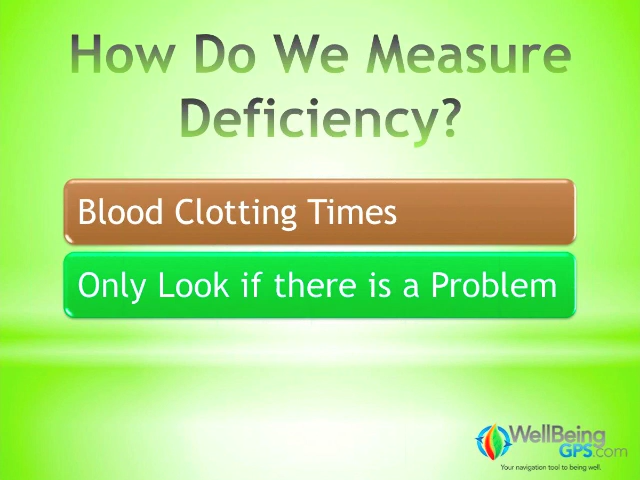 How Do We Measure
Deficiency?
Blood Clotting Times
Only Look if there is a Problem
WellBeing
GPS.com
Your navigation tool to being well.